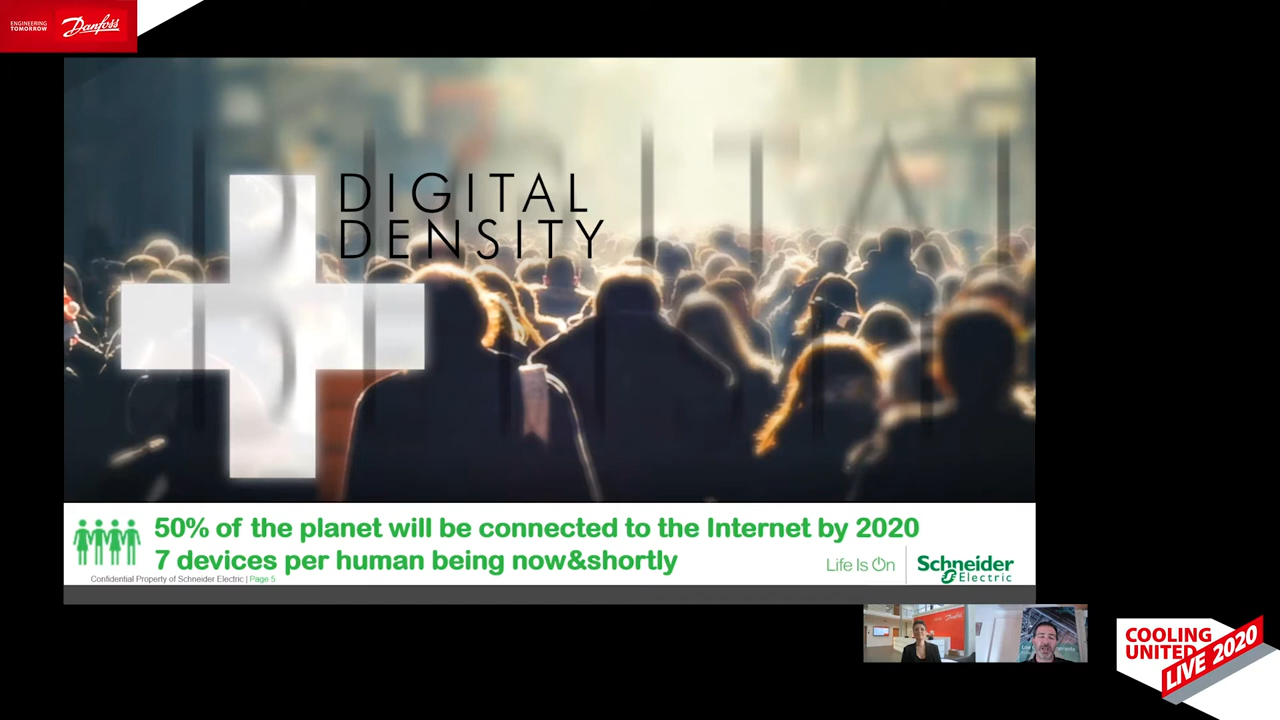 ENGINEERING
TOMORROW
Danfoss
DIGITAL
DENSITY
50% of the planet will be connected to the Internet by 2020
7 devices per human being now&shortly
Confidential Property of Schneider Electric | Page 5
Life Is On
Schneider
Electric
Danfoss
COOLING
UNITED
LIVE 2020